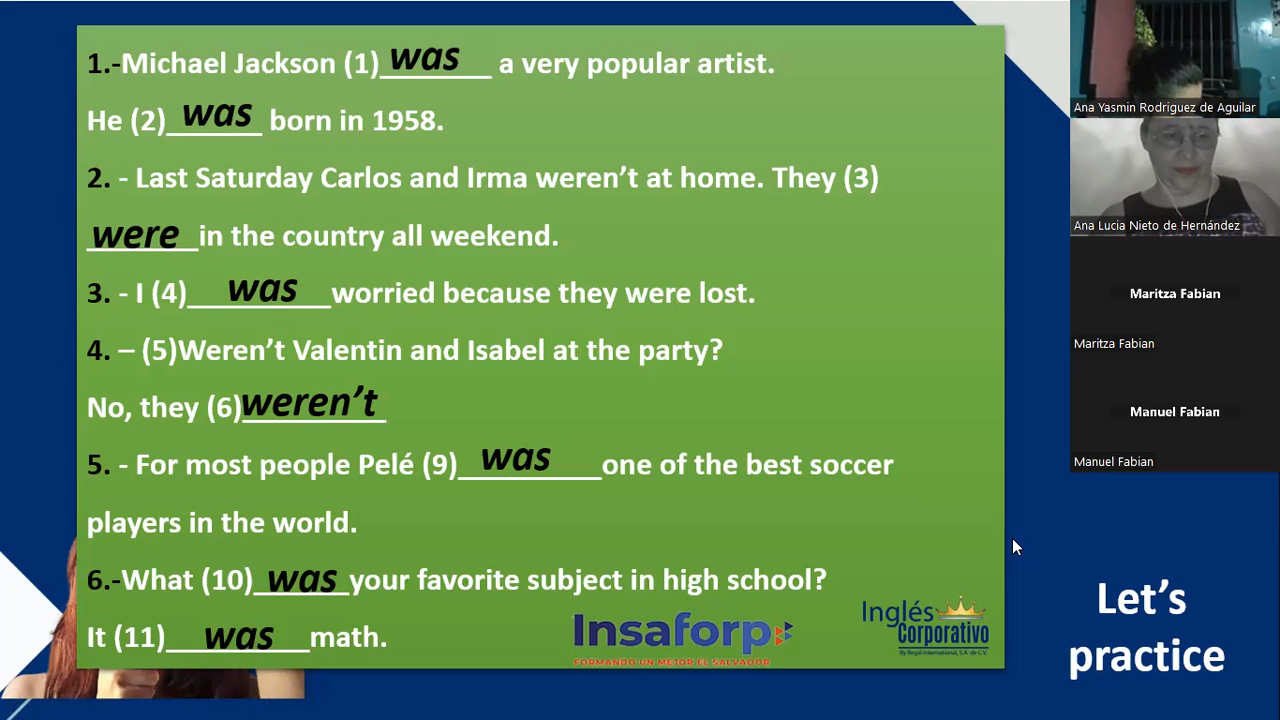 1.-Michael Jackson (1)was a very popular artist.
He (2) was born in 1958.
2. - Last Saturday Carlos and Irma weren't at home. They (3)
were in the country all weekend.
3. - I (4) was worried because they were lost.
4. – (5)Weren't Valentin and Isabel at the party?
No, they (6)weren't
5. - For most people Pelé (9) was one of the best soccer
players in the world.
6.-What (10) was your favorite subject in high school?
It (11) was math.
Insaforp
FORMANDO UN MEJOR EL SALVADOR
Inglés
Corporativo
By Regal International, S.A. de C.V.
Let's
practice
Ana Yasmin Rodriguez de Aguilar
Ana Lucia Nieto de Hernández
Maritza Fabian
Maritza Fabian
Manuel Fabian
Manuel Fabian